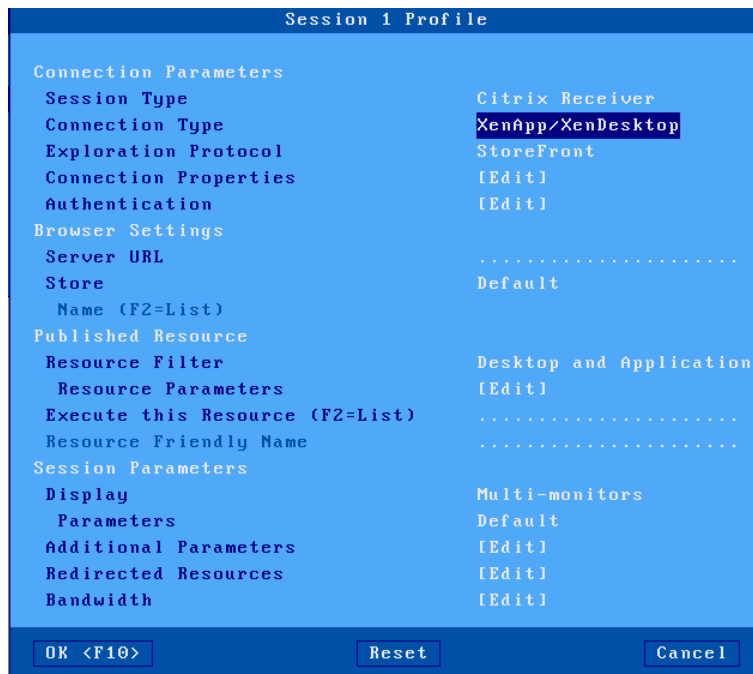 Session 1 Profile
Connection Parameters
Session Type Citrix Receiver
Connection Type XenApp/XenDesktop
Exploration Protocol StoreFront
Connection Properties [Edit]
Authentication [Edit]
Browser Settings
Server URL ......................
Store Default
Name (F2=List)
Published Resource
Resource Filter Desktop and Application
Resource Parameters [Edit]
Execute this Resource (F2=List) ......................
Resource Friendly Name ......................
Session Parameters
Display Multi-monitors
Parameters Default
Additional Parameters [Edit]
Redirected Resources [Edit]
Bandwidth [Edit]
OK <F10> Reset Cancel